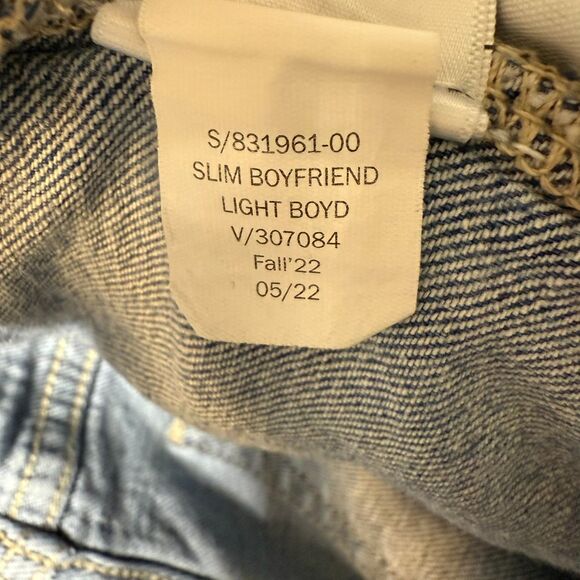 S/831961-00
SLIM BOYFRIEND
LIGHT BOYD
V/307084
Fall'22
05/22